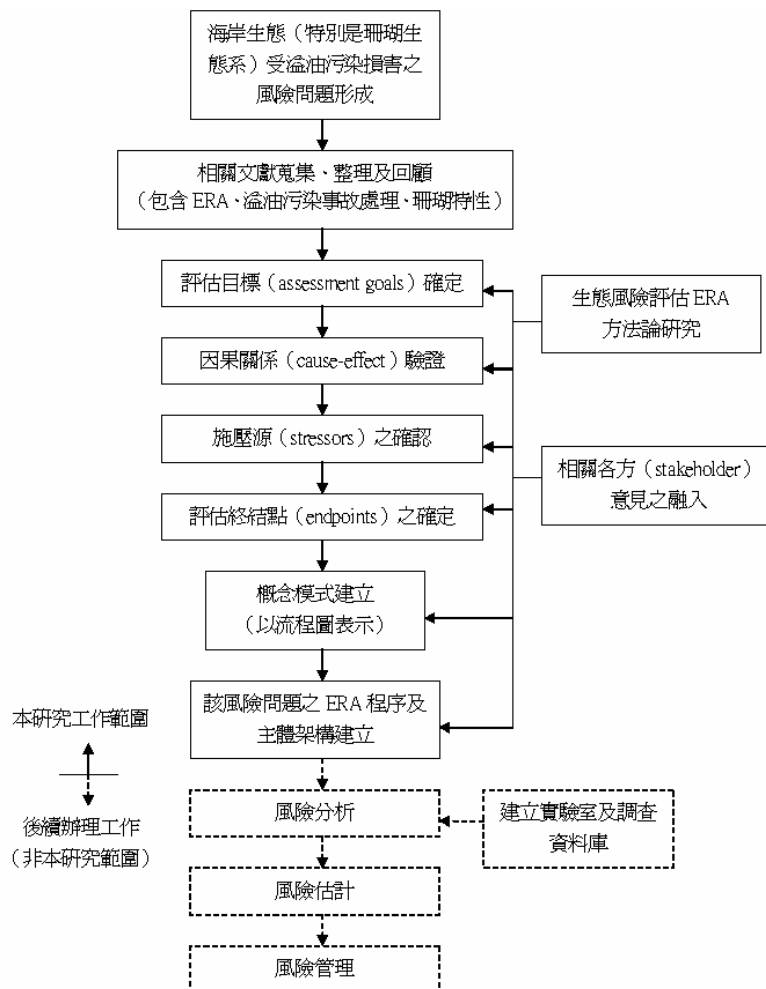 海岸生態（特別是珊瑚生
態系）受溢油污染損害之
風險問題形成
相關文獻蒐集、整理及回顧
（包含 ERA、溢油污染事故處理、珊瑚特性）
評估目標（assessment goals）確定
生態風險評估 ERA
方法論研究
因果關係（cause-effect）驗證
施壓源（stressors）之確認
相關各方（stakeholder）
意見之融入
評估終結點（endpoints）之確定
概念模式建立
（以流程圖表示）
該風險問題之 ERA 程序及
主體架構建立
本研究工作範圍
後續辦理工作
（非本研究範圍）
風險分析
建立實驗室及調查
資料庫
風險估計
風險管理